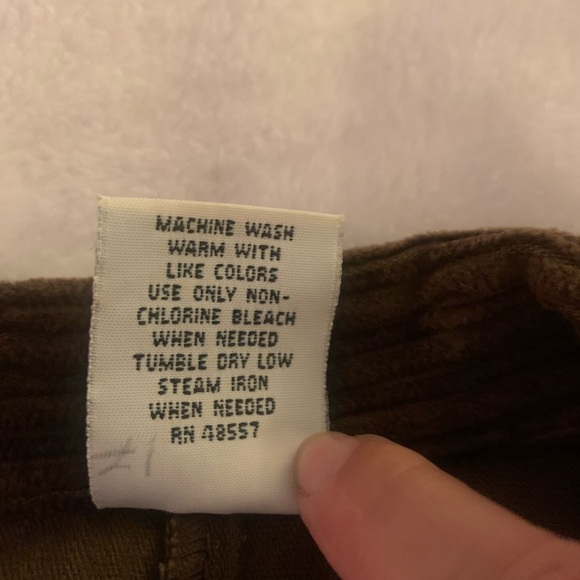 MACHINE WASH
WARM WITH
LIKE COLORS
USE ONLY NON-
CHLORINE BLEACH
WHEN NEEDED
TUMBLE DRY LOW
STEAM IRON
WHEN NEEDED
RN 48557